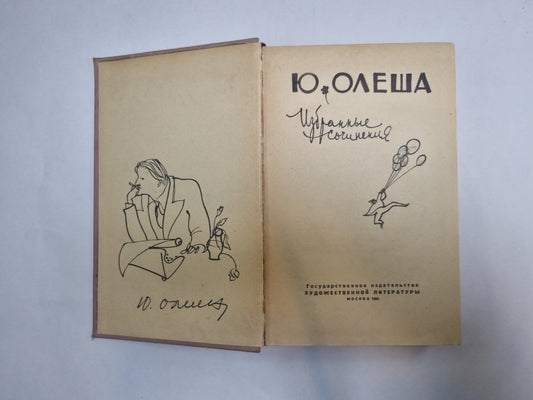 Ю. Олеша
Ю. ОЛЕША
Избранные
сочинения
Государственное издательство
ХУДОЖЕСТВЕННОЙ ЛИТЕРАТУРЫ
МОСКВА